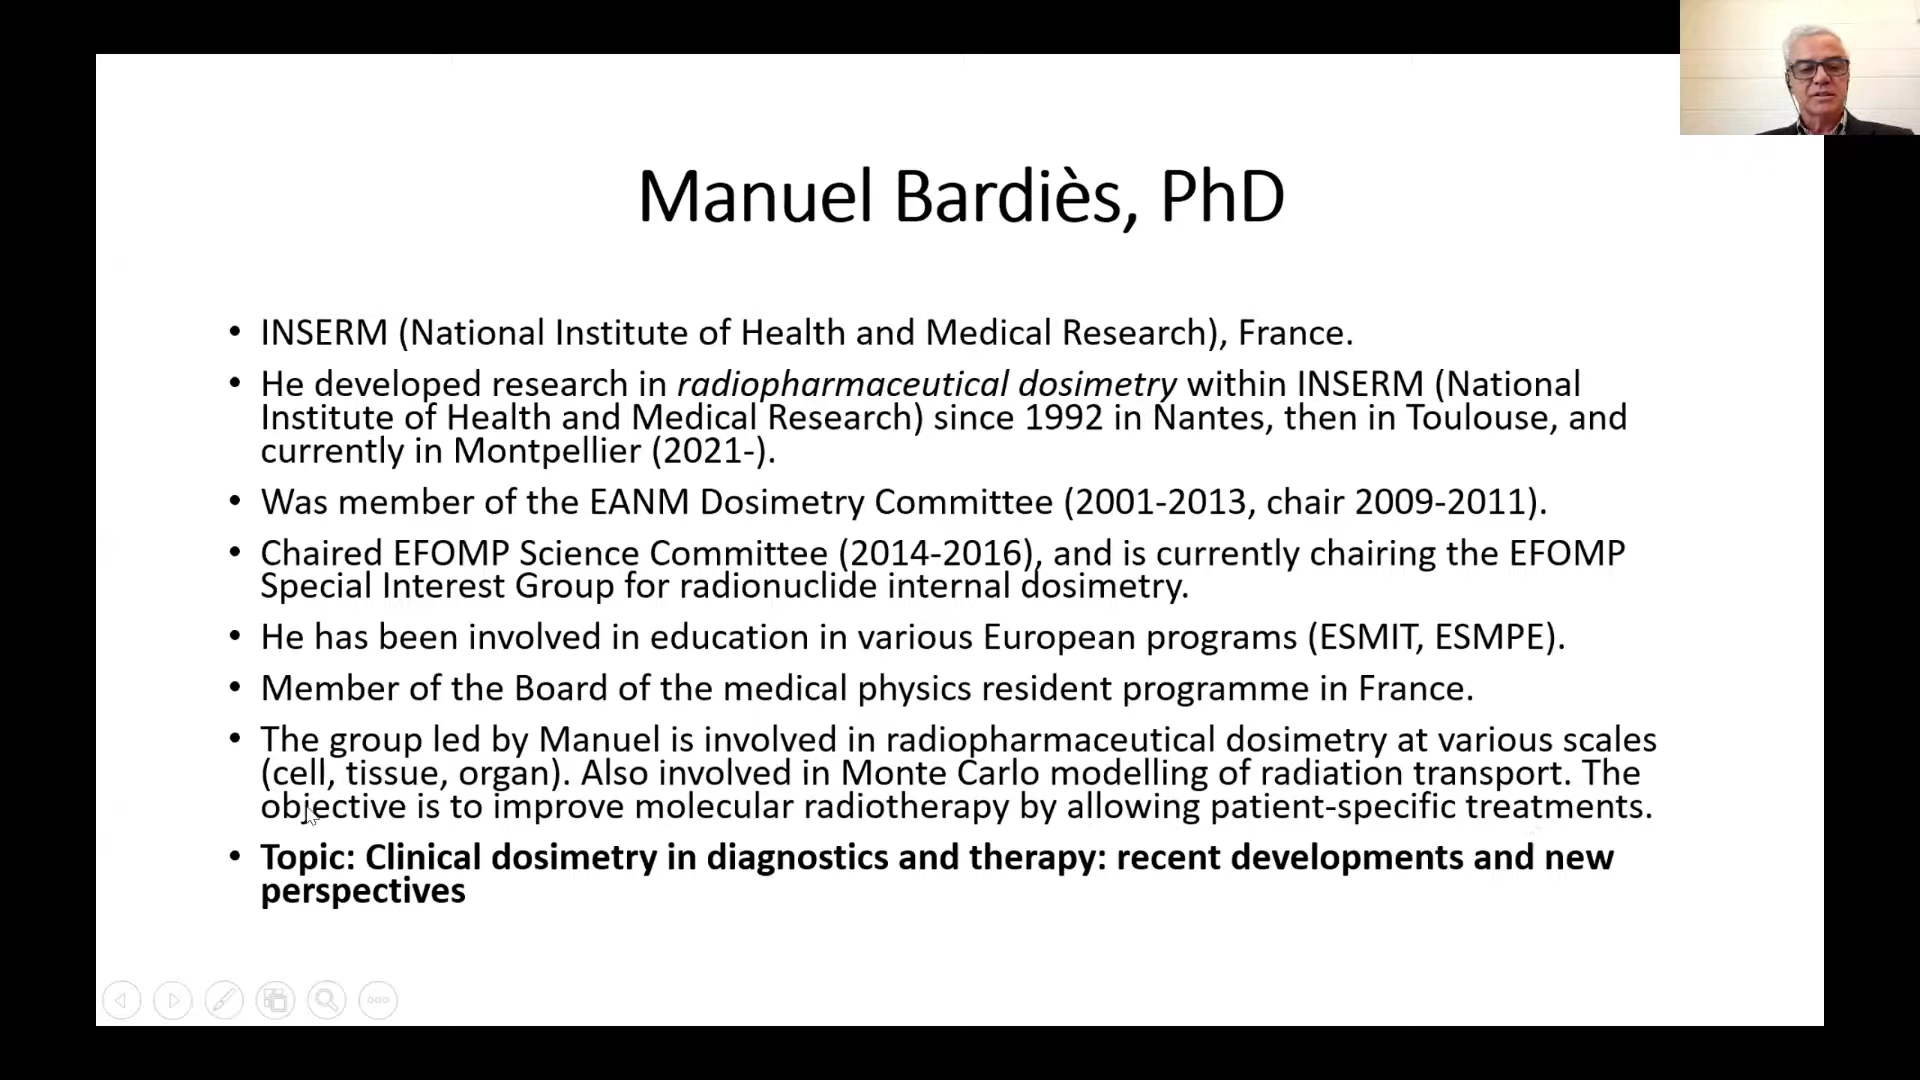 Manuel Bardiès, PhD
• INSERM (National Institute of Health and Medical Research), France.
• He developed research in radiopharmaceutical dosimetry within INSERM (National
Institute of Health and Medical Research) since 1992 in Nantes, then in Toulouse, and
currently in Montpellier (2021-).
• Was member of the EANM Dosimetry Committee (2001-2013, chair 2009-2011).
• Chaired EFOMP Science Committee (2014-2016), and is currently chairing the EFOMP
Special Interest Group for radionuclide internal dosimetry.
• He has been involved in education in various European programs (ESMIT, ESMPE).
• Member of the Board of the medical physics resident programme in France.
• The group led by Manuel is involved in radiopharmaceutical dosimetry at various scales
(cell, tissue, organ). Also involved in Monte Carlo modelling of radiation transport. The
objective is to improve molecular radiotherapy by allowing patient-specific treatments.
• Topic: Clinical dosimetry in diagnostics and therapy: recent developments and new
perspectives